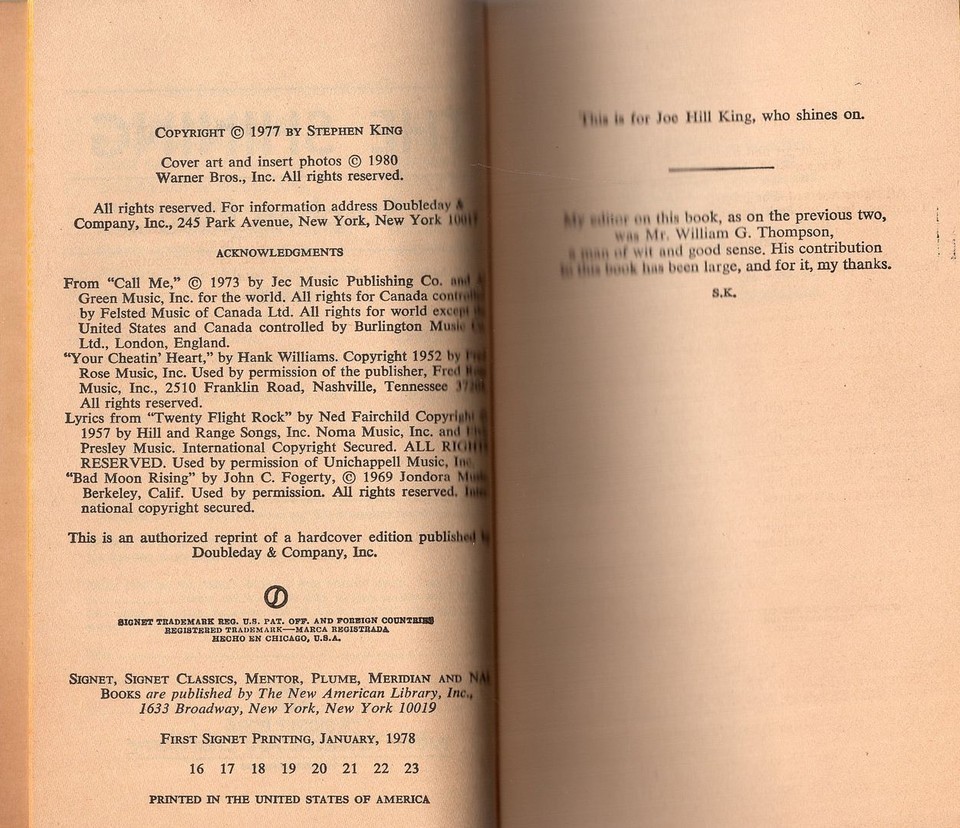 COPYRIGHT © 1977 BY STEPHEN KING
Cover art and insert photos © 1980
Warner Bros., Inc. All rights reserved.
All rights reserved. For information address Doubleday &
Company, Inc., 245 Park Avenue, New York, New York 10017
ACKNOWLEDGMENTS
From “Call Me,” © 1973 by Jec Music Publishing Co. and
Green Music, Inc. for the world. All rights for Canada
by Felsted Music of Canada Ltd. All rights for world except
United States and Canada controlled by Burlington Music
Ltd., London, England.
“Your Cheatin’ Heart,” by Hank Williams. Copyright 1952 by
Rose Music, Inc. Used by permission of the publisher, Fred
Music, Inc., 2510 Franklin Road, Nashville, Tennessee
All rights reserved.
Lyrics from “Twenty Flight Rock” by Ned Fairchild Copyright
1957 by Hill and Range Songs, Inc. Noma Music, Inc. and
Presley Music. International Copyright Secured. ALL RIGHTS
RESERVED. Used by permission of Unichappell Music, Inc.
“Bad Moon Rising” by John C. Fogerty, © 1969 Jondora
Berkeley, Calif. Used by permission. All rights reserved.
national copyright secured.
This is an authorized reprint of a hardcover edition published by
Doubleday & Company, Inc.
SIGNET TRADEMARK REG. U.S. PAT. OFF. AND FOREIGN COUNTRIES
REGISTERED TRADEMARK—MARCA REGISTRADA
HECHO EN CHICAGO, U.S.A.
SIGNET, SIGNET CLASSICS, MENTOR, PLUME, MERIDIAN AND NAL
BOOKS are published by The New American Library, Inc.,
1633 Broadway, New York, New York 10019
FIRST SIGNET PRINTING, JANUARY, 1978
16 17 18 19 20 21 22 23
PRINTED IN THE UNITED STATES OF AMERICA
This is for Joe Hill King, who shines on.
My editor on this book, as on the previous two,
was Mr. William G. Thompson,
a man of wit and good sense. His contribution
to this book has been large, and for it, my thanks.
S.K.